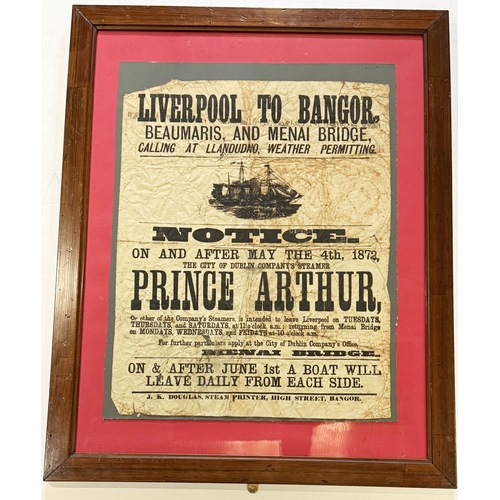 LIVERPOOL TO BANGOR,
BEAUMARIS, AND MENAI BRIDGE,
CALLING AT LLANDUDNO, WEATHER PERMITTING.
NOTICE.
ON AND AFTER MAY THE 4th, 1872,
THE CITY OF DUBLIN COMPANY'S STEAMER
PRINCE ARTHUR,
Or other of the Company's Steamers, is intended to leave Liverpool on TUESDAYS,
THURSDAYS, and SATURDAYS, at 11 o'clock a.m.; returning from Menai Bridge
on MONDAYS, WEDNESDAYS, and FRIDAYS at 10 o'clock a.m.
For further particulars apply at the City of Dublin Company's Office,
MENAI BRIDGE.
ON & AFTER JUNE 1st A BOAT WILL
LEAVE DAILY FROM EACH SIDE.
J. K. DOUGLAS, STEAM PRINTER, HIGH STREET, BANGOR.